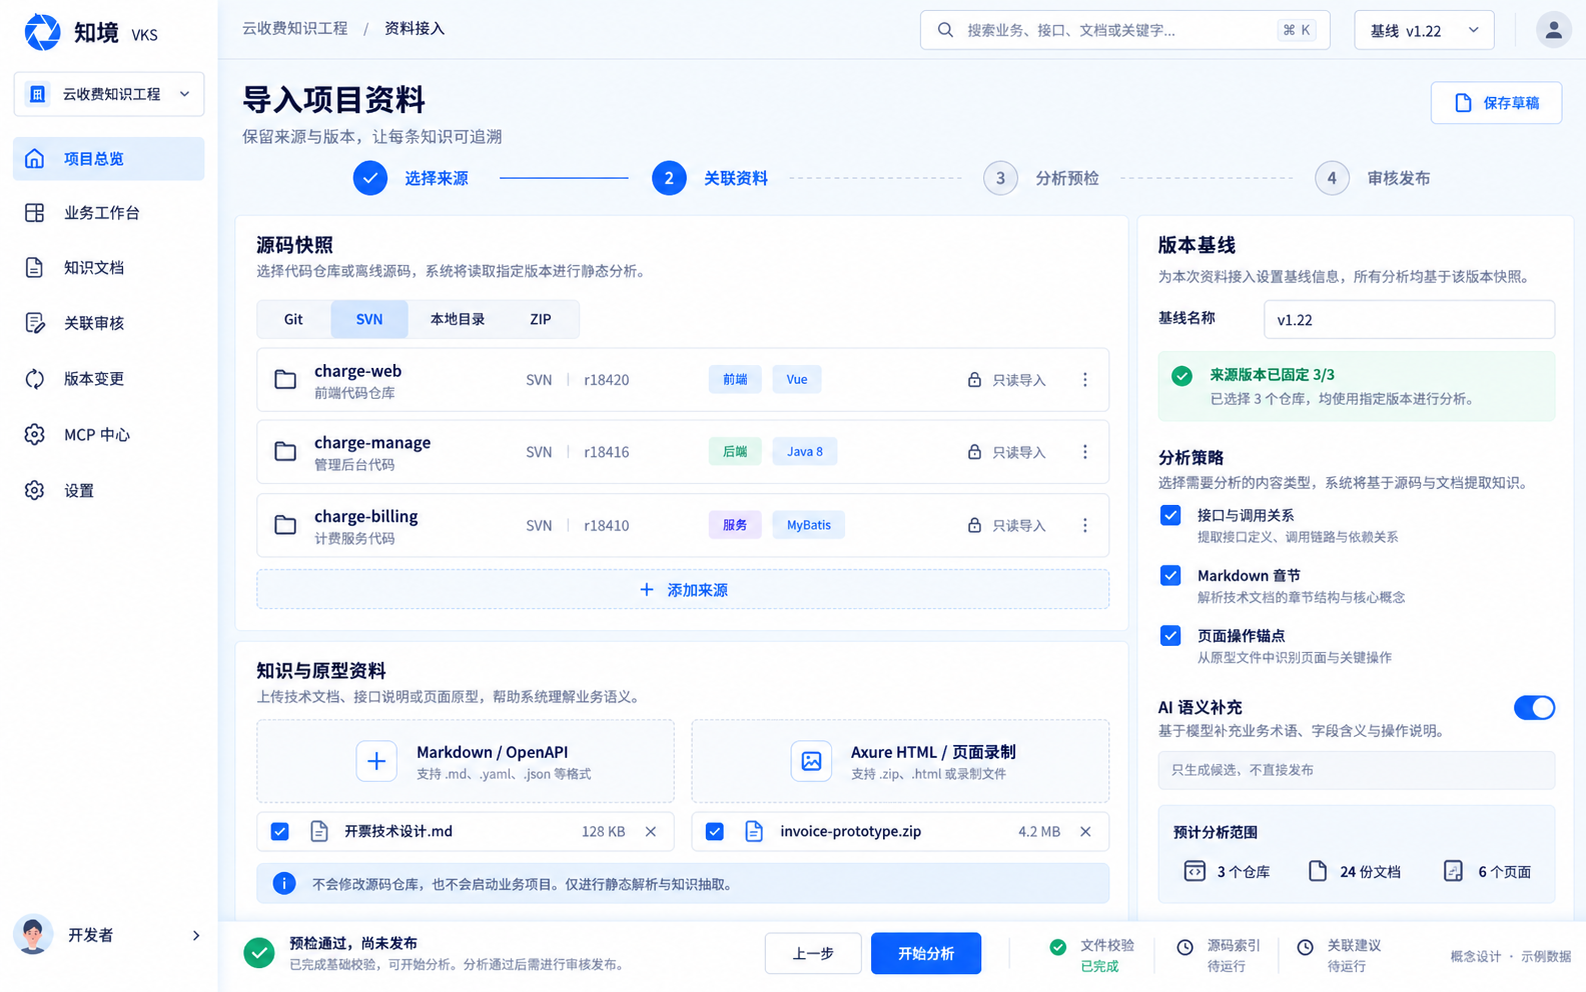 知境 VKS
云收费知识工程
项目总览
业务工作台
知识文档
关联审核
版本变更
MCP 中心
设置
开发者
云收费知识工程 / 资料接入
搜索业务、接口、文档或关键字...
⌘ K
基线 v1.22
导入项目资料
保留来源与版本，让每条知识可追溯
保存草稿
选择来源
2 关联资料
3 分析预检
4 审核发布
源码快照
选择代码仓库或离线源码，系统将读取指定版本进行静态分析。
Git SVN 本地目录 ZIP
charge-web
前端代码仓库
SVN | r18420
前端 Vue
只读导入
charge-manage
管理后台代码
SVN | r18416
后端 Java 8
只读导入
charge-billing
计费服务代码
SVN | r18410
服务 MyBatis
只读导入
+ 添加来源
知识与原型资料
上传技术文档、接口说明或页面原型，帮助系统理解业务语义。
Markdown / OpenAPI
支持 .md、.yaml、.json 等格式
Axure HTML / 页面录制
支持 .zip、.html 或录制文件
开票技术设计.md 128 KB
invoice-prototype.zip 4.2 MB
不会修改源码仓库，也不会启动业务项目。仅进行静态解析与知识抽取。
版本基线
为本次资料接入设置基线信息，所有分析均基于该版本快照。
基线名称 v1.22
来源版本已固定 3/3
已选择 3 个仓库，均使用指定版本进行分析。
分析策略
选择需要分析的内容类型，系统将基于源码与文档提取知识。
接口与调用关系
提取接口定义、调用链路与依赖关系
Markdown 章节
解析技术文档的章节结构与核心概念
页面操作锚点
从原型文件中识别页面与关键操作
AI 语义补充
基于模型补充业务术语、字段含义与操作说明。
只生成候选，不直接发布
预计分析范围
3 个仓库 24 份文档 6 个页面
预检通过，尚未发布
已完成基础校验，可开始分析。分析通过后需进行审核发布。
上一步
开始分析
文件校验
已完成
源码索引
待运行
关联建议
待运行
概念设计 · 示例数据